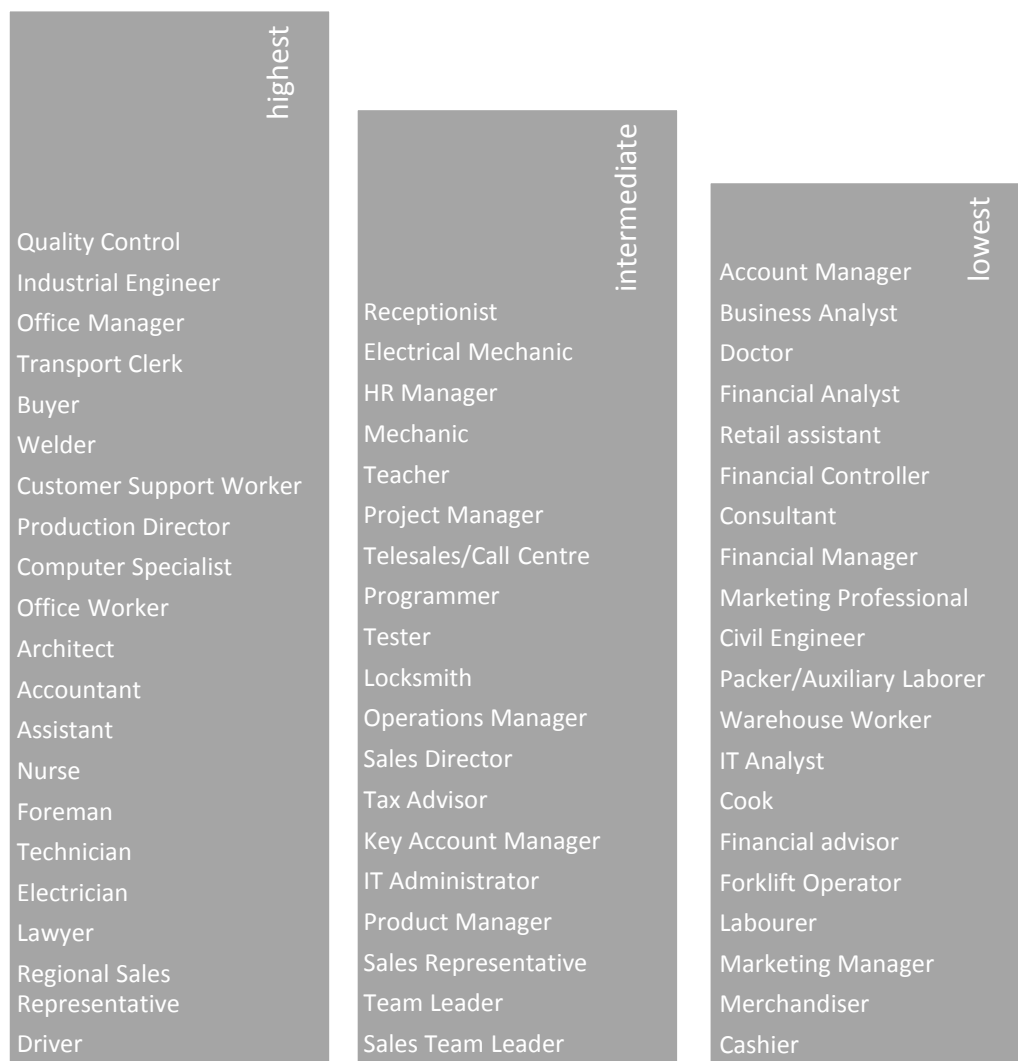 highest
Quality Control
Industrial Engineer
Office Manager
Transport Clerk
Buyer
Welder
Customer Support Worker
Production Director
Computer Specialist
Office Worker
Architect
Accountant
Assistant
Nurse
Foreman
Technician
Electrician
Lawyer
Regional Sales
Representative
Driver
intermediate
Receptionist
Electrical Mechanic
HR Manager
Mechanic
Teacher
Project Manager
Telesales/Call Centre
Programmer
Tester
Locksmith
Operations Manager
Sales Director
Tax Advisor
Key Account Manager
IT Administrator
Product Manager
Sales Representative
Team Leader
Sales Team Leader
lowest
Account Manager
Business Analyst
Doctor
Financial Analyst
Retail assistant
Financial Controller
Consultant
Financial Manager
Marketing Professional
Civil Engineer
Packer/Auxiliary Laborer
Warehouse Worker
IT Analyst
Cook
Financial advisor
Forklift Operator
Labourer
Marketing Manager
Merchandiser
Cashier